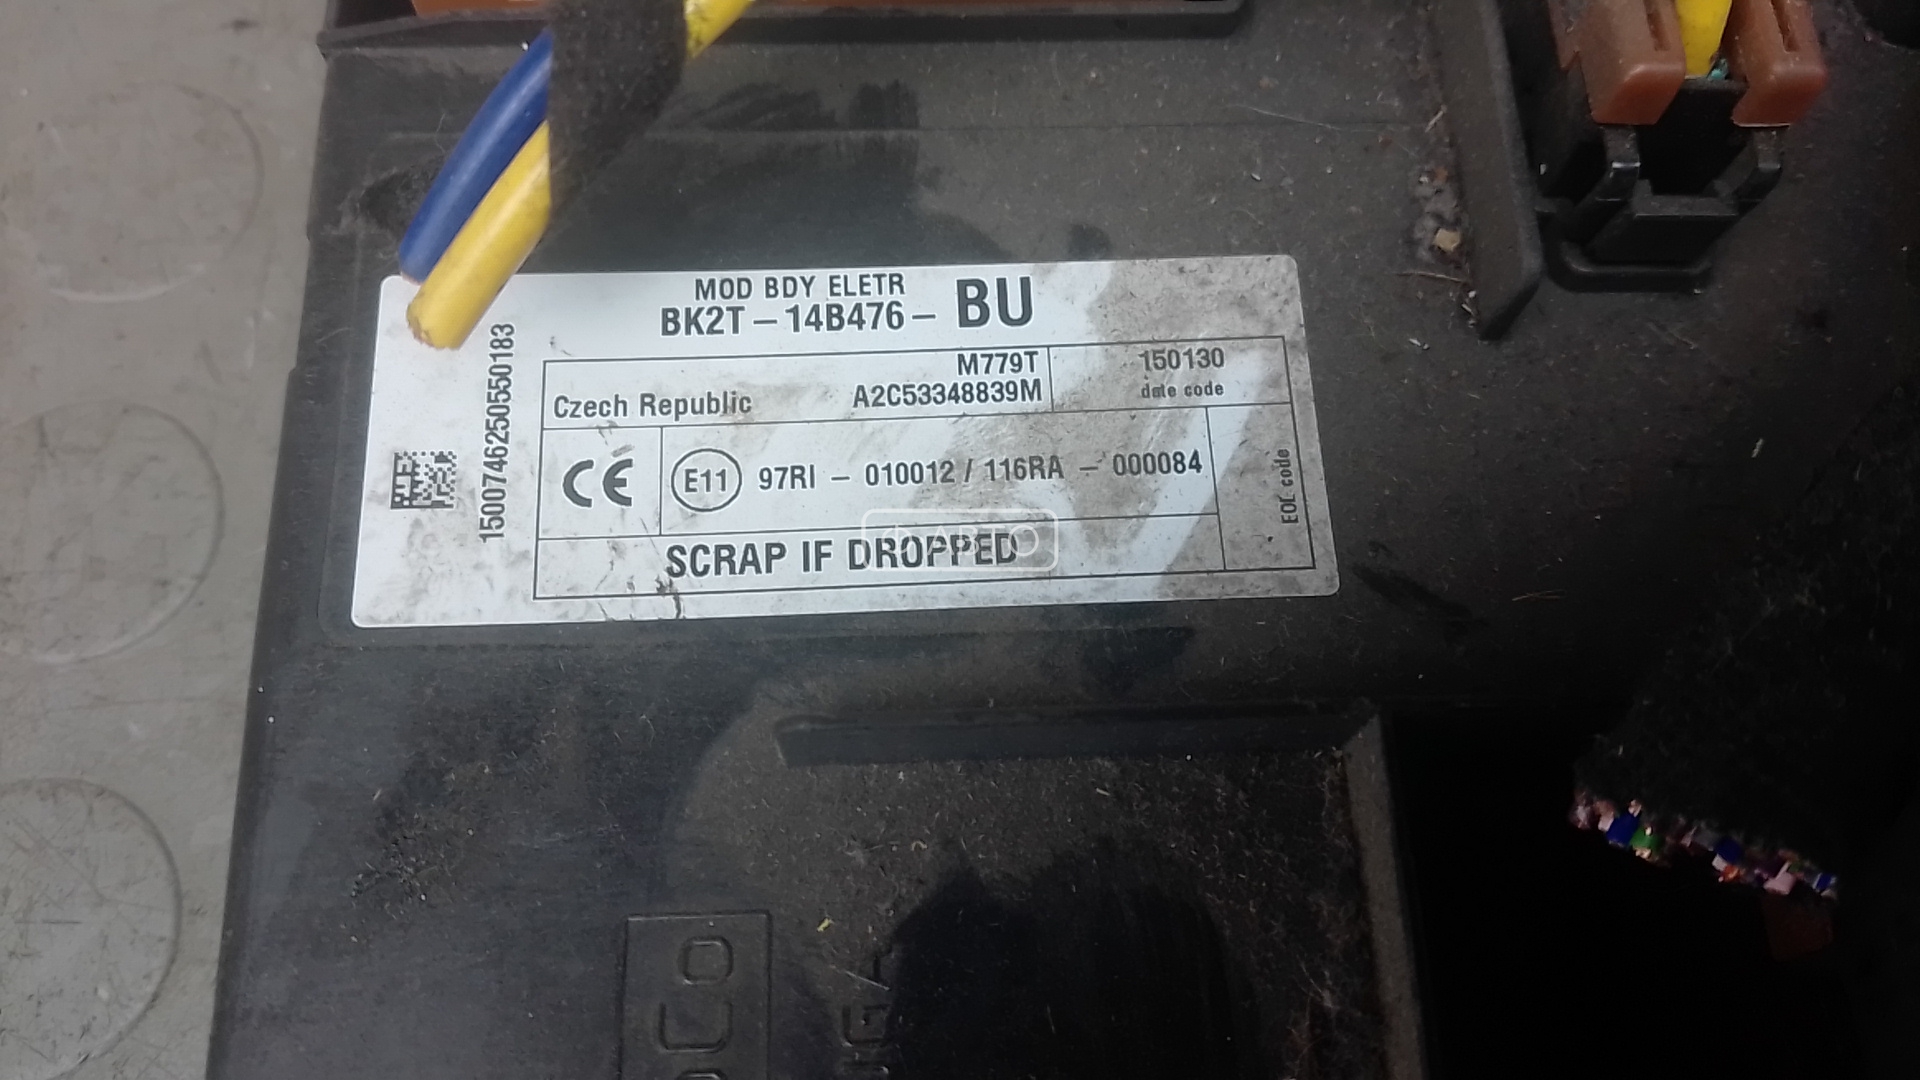 MOD BDY ELETR
BK2T-14B476- BU
M779T
Czech Republic A2C53348839M
150130
date code
CE
E11 97RI - 010012 / 116RA - 000084
EOL code
SCRAP IF DROPPED
15007462505550183